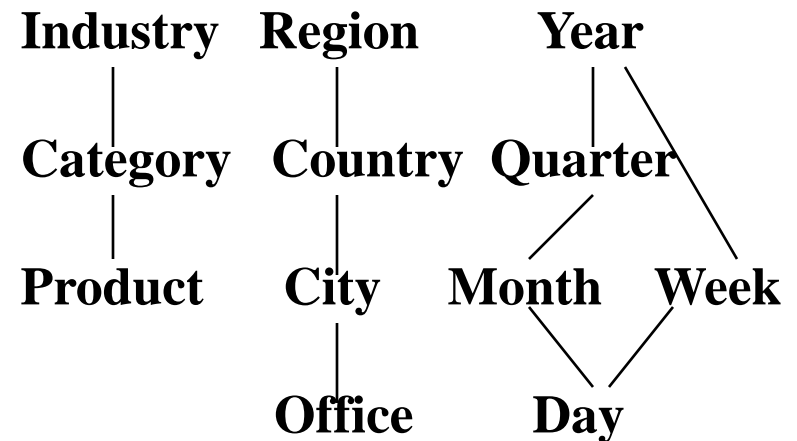 Industry Region Year
Category Country Quarter
Product City Month Week
Office Day